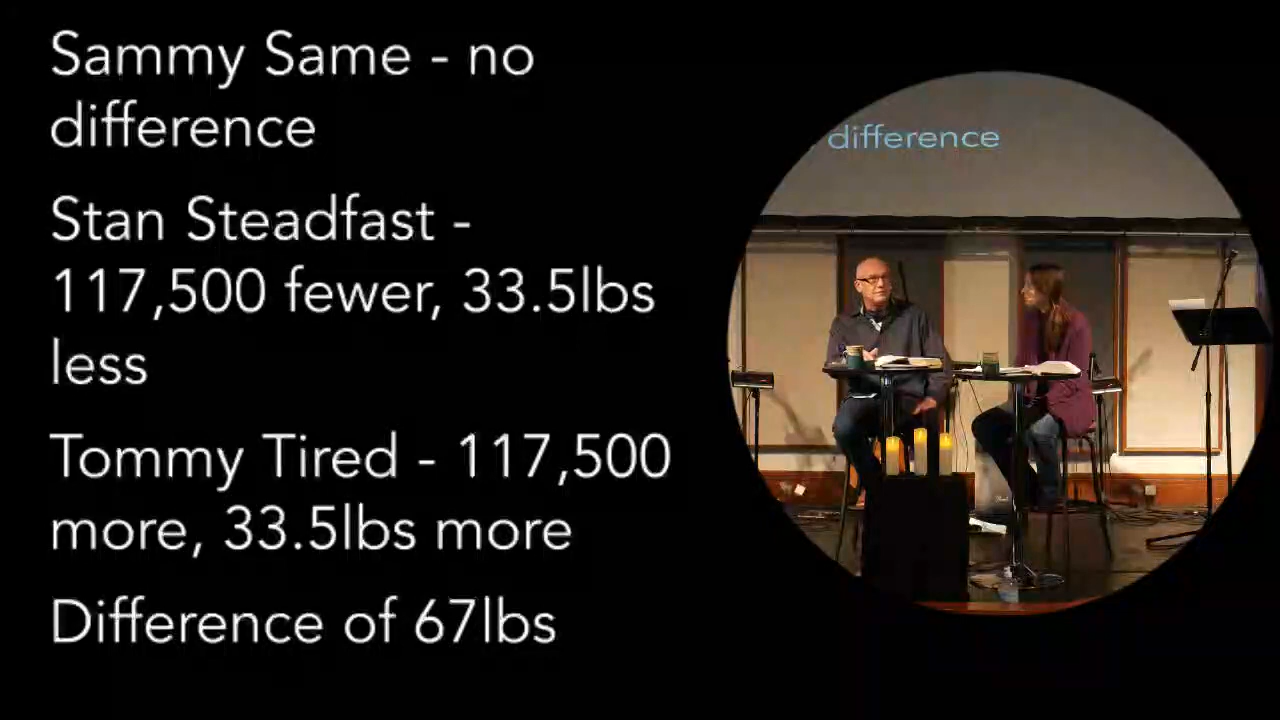 Sammy Same - no
difference
Stan Steadfast -
117,500 fewer, 33.5lbs
less
Tommy Tired - 117,500
more, 33.5lbs more
Difference of 67lbs
difference